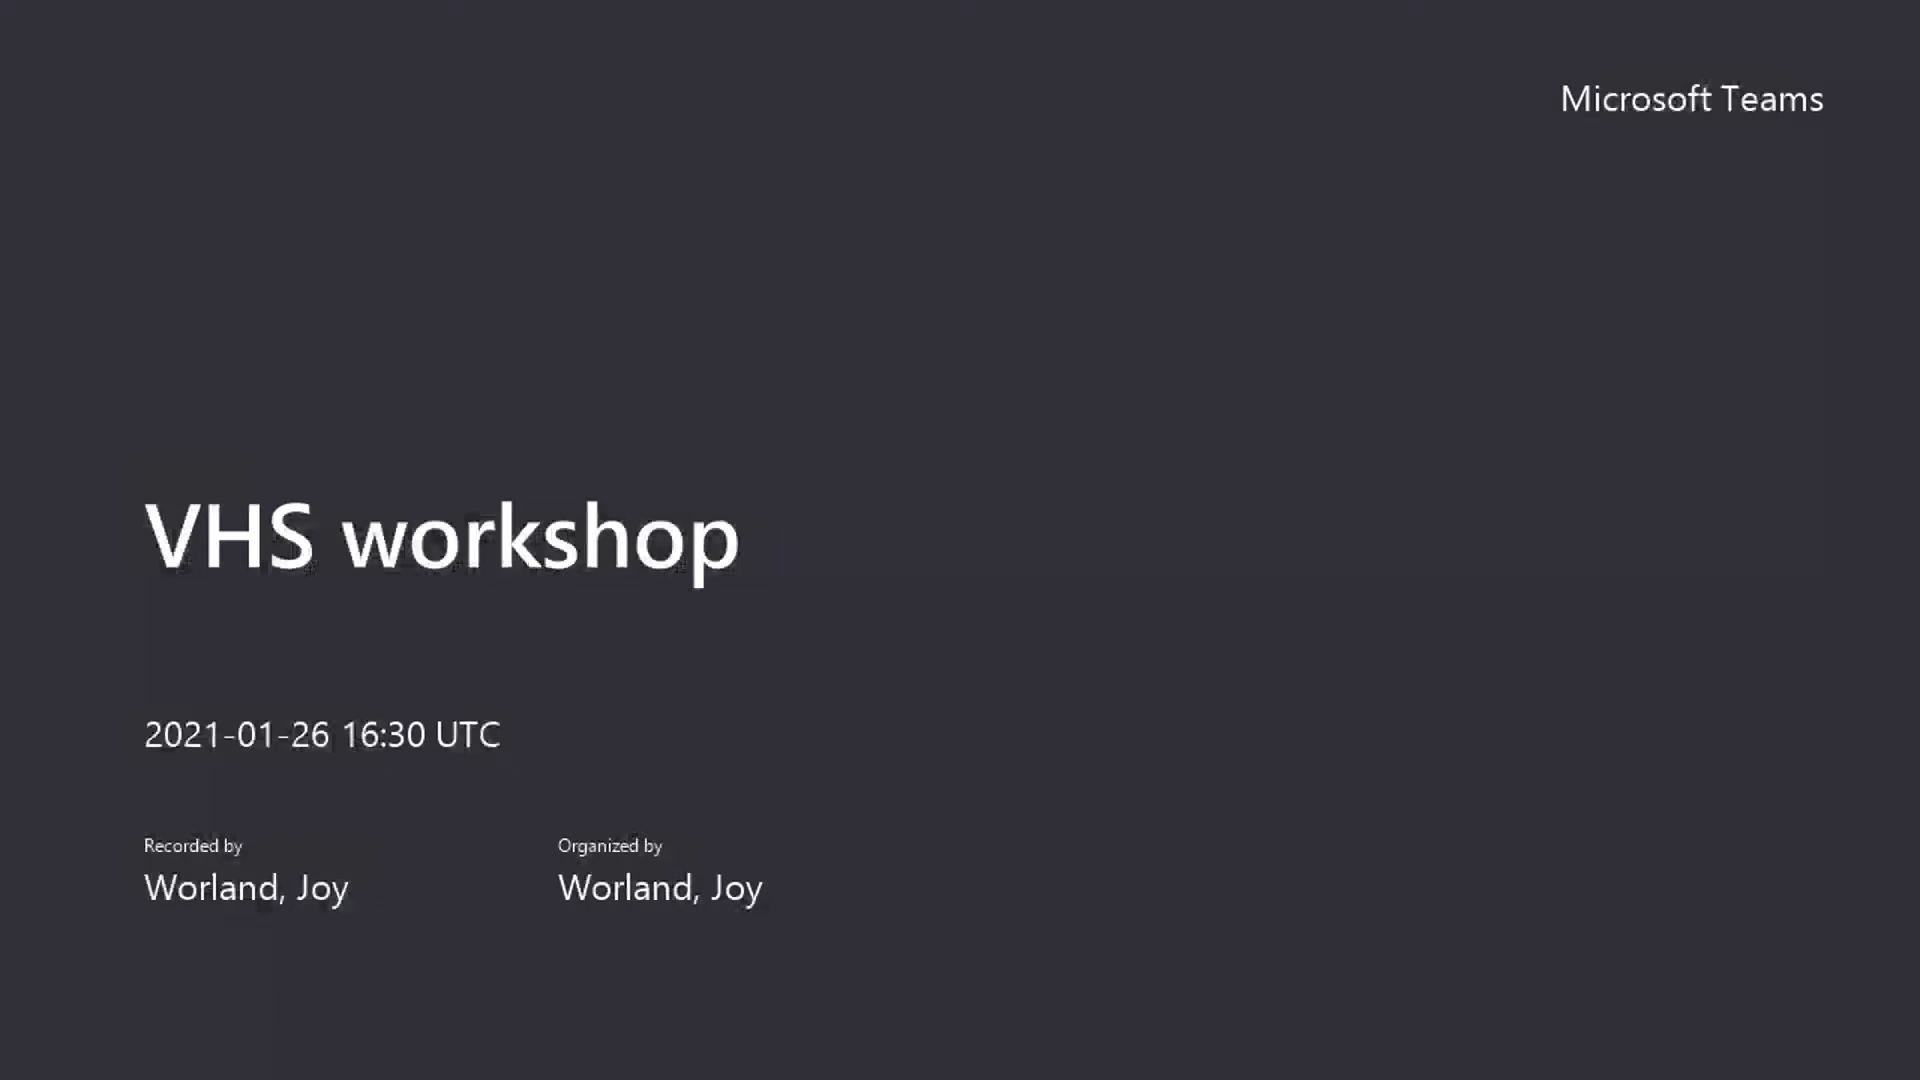 Microsoft Teams
VHS workshop
2021-01-26 16:30 UTC
Recorded by
Worland, Joy
Organized by
Worland, Joy